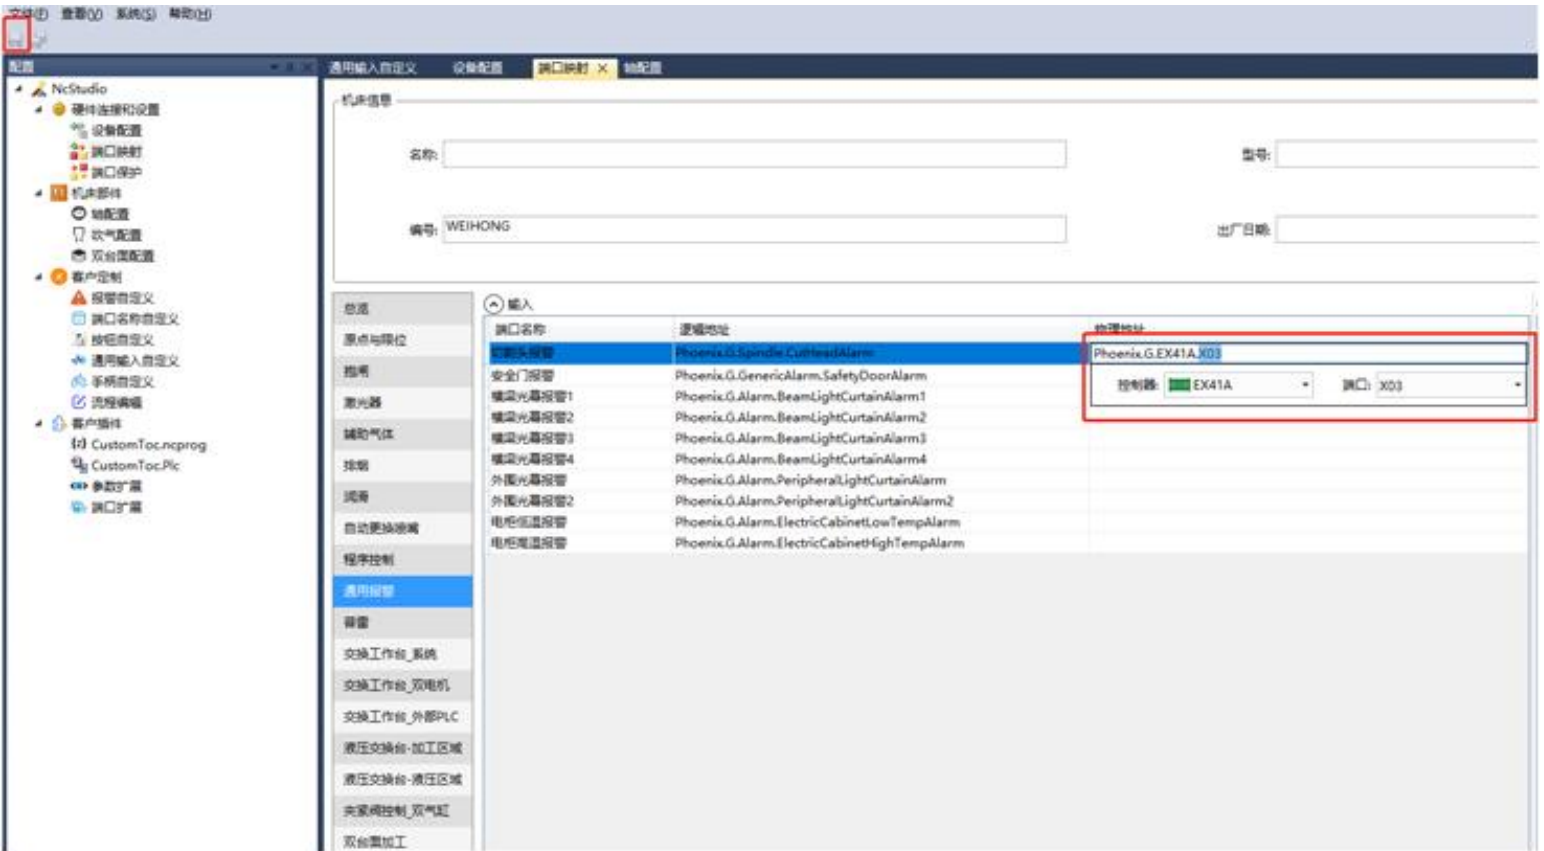 文件(F) 查看(V) 系统(S) 帮助(H)
配置
NcStudio
硬件连接和设置
设备配置
端口映射
端口保护
机床部件
轴配置
吹气配置
双台面配置
客户定制
报警自定义
端口名称自定义
按钮自定义
通用输入自定义
手柄自定义
流程编辑
客户插件
CustomToc.ncprog
CustomToc.Plc
参数扩展
端口扩展
通用输入自定义 设备配置 端口映射 轴配置
机床信息
名称: 型号:
编号: WEIHONG 出厂日期:
总览
原点与限位
抱闸
激光器
辅助气体
排烟
润滑
自动更换喷嘴
程序控制
通用报警
普雷
交换工作台_系统
交换工作台_双电机
交换工作台_外部PLC
液压交换台-加工区域
液压交换台-液压区域
夹紧阀控制_双气缸
双台面加工
输入
端口名称 逻辑地址 物理地址
切割头报警 Phoenix.G.Spindle.CutHeadAlarm Phoenix.G.EX41A.X03
安全门报警 Phoenix.G.GenericAlarm.SafetyDoorAlarm
控制器: EX41A 端口: X03
横梁光幕报警1 Phoenix.G.Alarm.BeamLightCurtainAlarm1
横梁光幕报警2 Phoenix.G.Alarm.BeamLightCurtainAlarm2
横梁光幕报警3 Phoenix.G.Alarm.BeamLightCurtainAlarm3
横梁光幕报警4 Phoenix.G.Alarm.BeamLightCurtainAlarm4
外围光幕报警 Phoenix.G.Alarm.PeripheralLightCurtainAlarm
外围光幕报警2 Phoenix.G.Alarm.PeripheralLightCurtainAlarm2
电柜低温报警 Phoenix.G.Alarm.ElectricCabinetLowTempAlarm
电柜高温报警 Phoenix.G.Alarm.ElectricCabinetHighTempAlarm